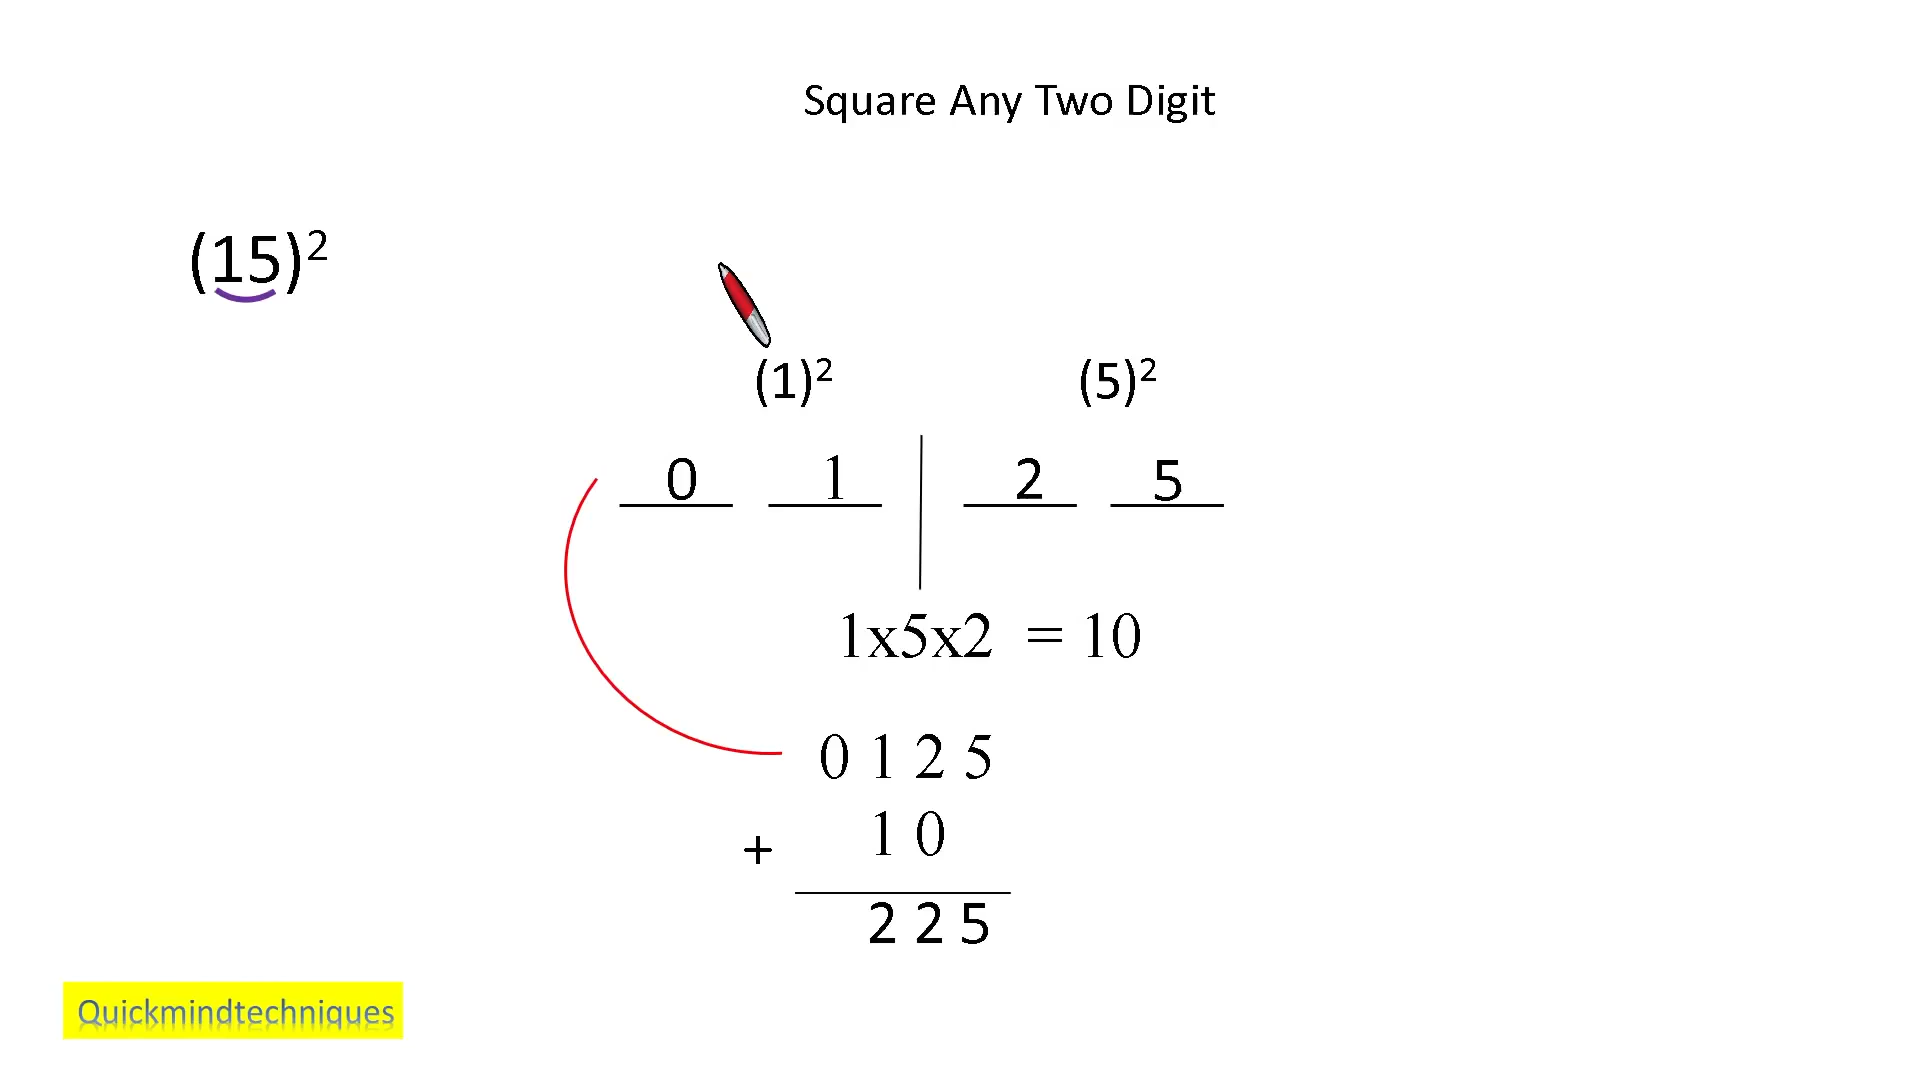 Square Any Two Digit
(15)²
(1)² (5)²
0 1 2 5
1x5x2 = 10
0 1 2 5
+ 1 0
2 2 5
Quickmindtechniques